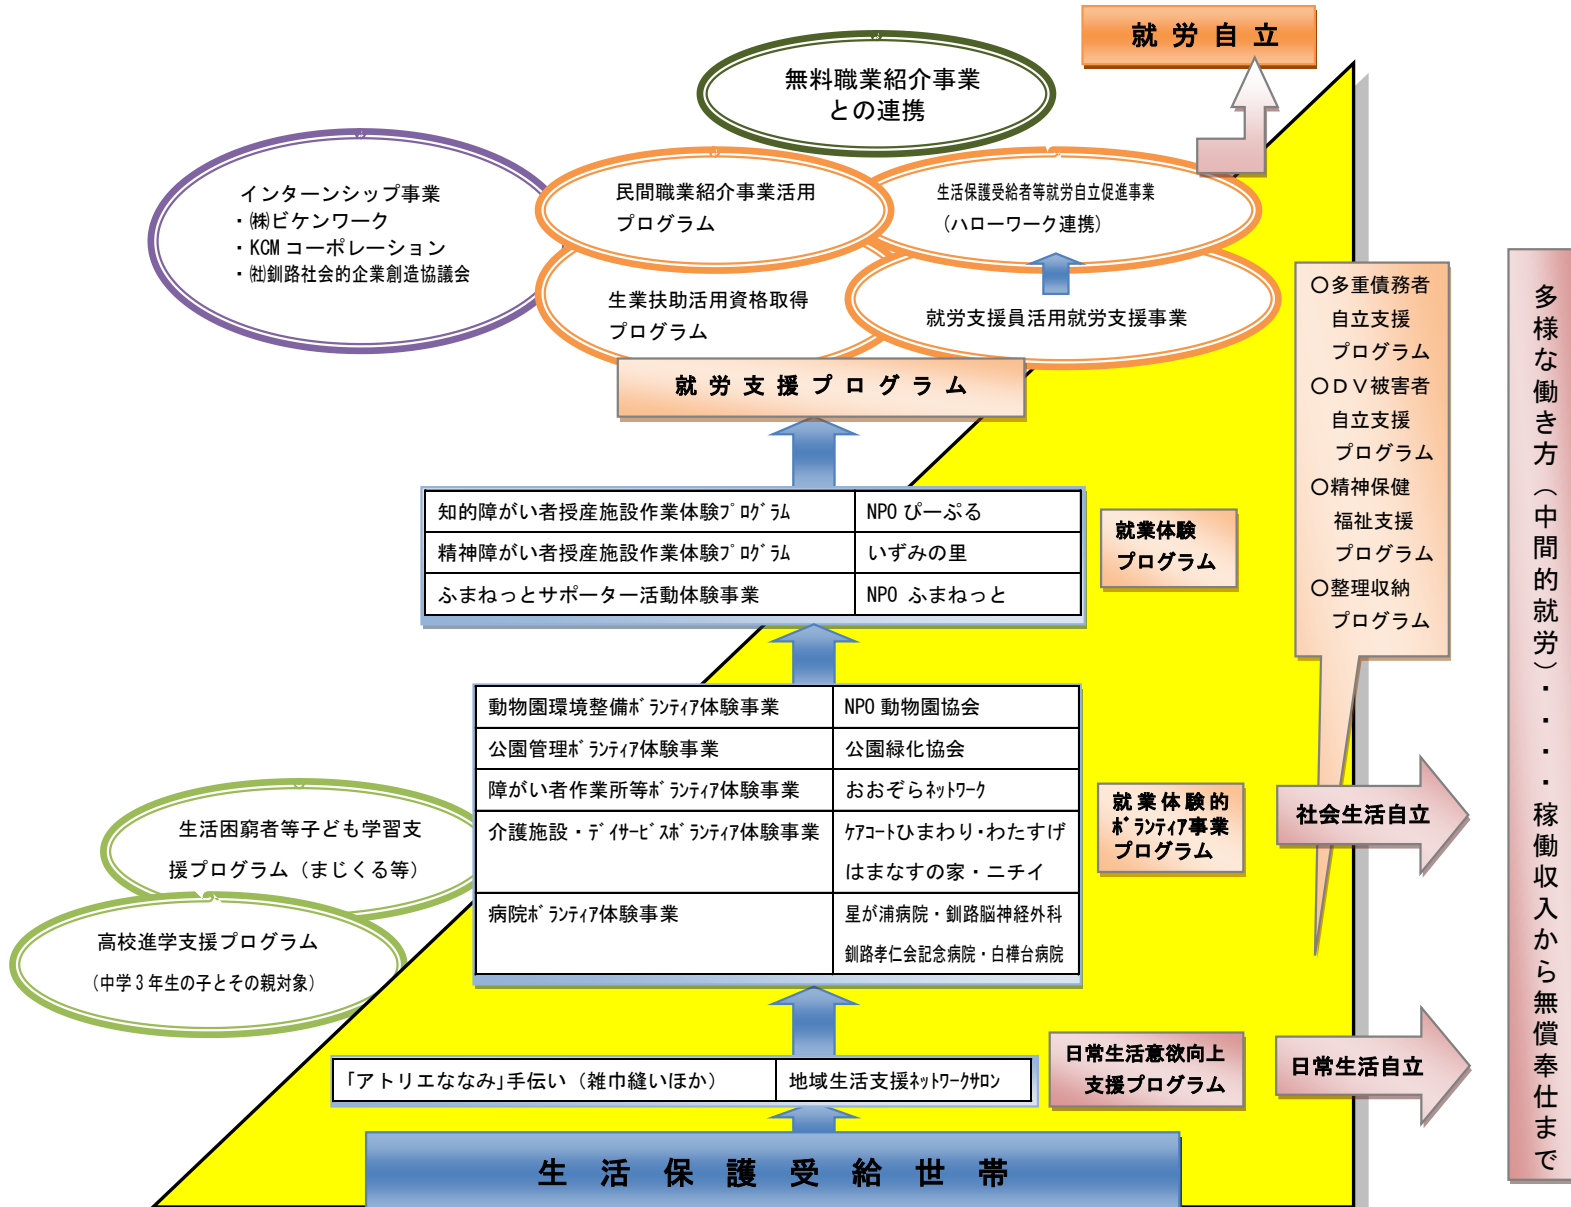 就労自立
無料職業紹介事業
との連携
インターンシップ事業
・㈱ビケンワーク
・KCMコーポレーション
・㈳釧路社会的企業創造協議会
民間職業紹介事業活用
プログラム
生活保護受給者等就労自立促進事業
(ハローワーク連携)
生業扶助活用資格取得
プログラム
就労支援員活用就労支援事業
就労支援プログラム
知的障がい者授産施設作業体験ﾌﾟﾛｸﾞﾗﾑ
NPOぴーぷる
精神障がい者授産施設作業体験ﾌﾟﾛｸﾞﾗﾑ
いずみの里
ふまねっとサポーター活動体験事業
NPO ふまねっと
就業体験
プログラム
動物園環境整備ﾎﾞﾗﾝﾃｨｱ体験事業
NPO動物園協会
公園管理ﾎﾞﾗﾝﾃｨｱ体験事業
公園緑化協会
障がい者作業所等ﾎﾞﾗﾝﾃｨｱ体験事業
おおぞらﾈｯﾄﾜｰｸ
介護施設・ﾃﾞｲｻｰﾋﾞｽﾎﾞﾗﾝﾃｨｱ体験事業
ｹｱｺｰﾄひまわり・わたすげ
はまなすの家・ニチイ
病院ﾎﾞﾗﾝﾃｨｱ体験事業
星が浦病院・釧路脳神経外科
釧路孝仁会記念病院・白樺台病院
就業体験的
ﾎﾞﾗﾝﾃｨｱ事業
プログラム
生活困窮者等子ども学習支
援プログラム（まじくる等）
高校進学支援プログラム
（中学3年生の子とその親対象）
「アトリエななみ」手伝い（雑巾縫いほか）
地域生活支援ﾈｯﾄﾜｰｸｻﾛﾝ
日常生活意欲向上
支援プログラム
生活保護受給世帯
○多重債務者
自立支援
プログラム
○ＤＶ被害者
自立支援
プログラム
○精神保健
福祉支援
プログラム
○整理収納
プログラム
社会生活自立
日常生活自立
多様な働き方（中間的就労）・・・・稼働収入から無償奉仕まで